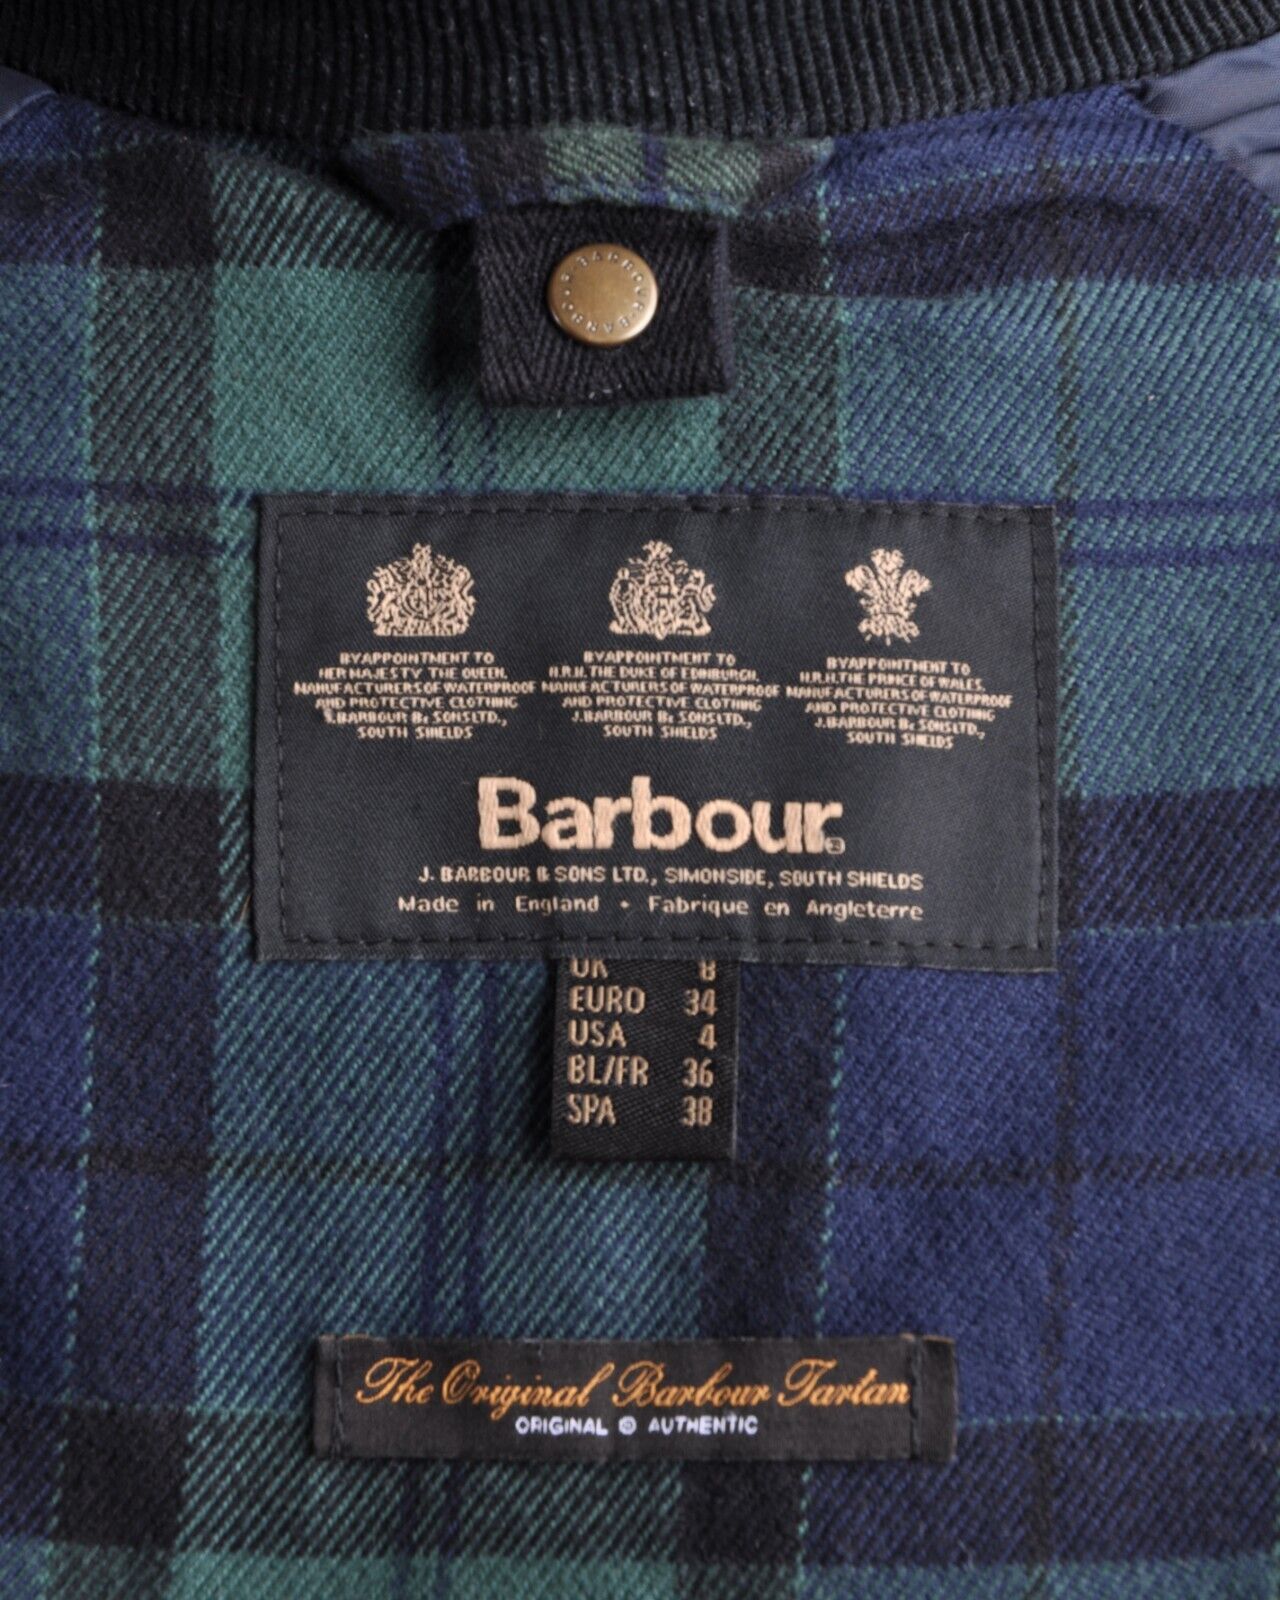 J. BARBOUR · BARBOUR
BY APPOINTMENT TO
HER MAJESTY THE QUEEN,
MANUFACTURERS OF WATERPROOF
AND PROTECTIVE CLOTHING
J. BARBOUR & SONS LTD.,
SOUTH SHIELDS
BY APPOINTMENT TO
H.R.H. THE DUKE OF EDINBURGH,
MANUFACTURERS OF WATERPROOF
AND PROTECTIVE CLOTHING
J. BARBOUR & SONS LTD.,
SOUTH SHIELDS
BY APPOINTMENT TO
H.R.H. THE PRINCE OF WALES,
MANUFACTURERS OF WATERPROOF
AND PROTECTIVE CLOTHING
J. BARBOUR & SONS LTD.,
SOUTH SHIELDS
Barbour®
J. BARBOUR & SONS LTD., SIMONSIDE, SOUTH SHIELDS
Made in England • Fabrique en Angleterre
UK 8
EURO 34
USA 4
BL/FR 36
SPA 38
The Original Barbour Tartan
ORIGINAL © AUTHENTIC